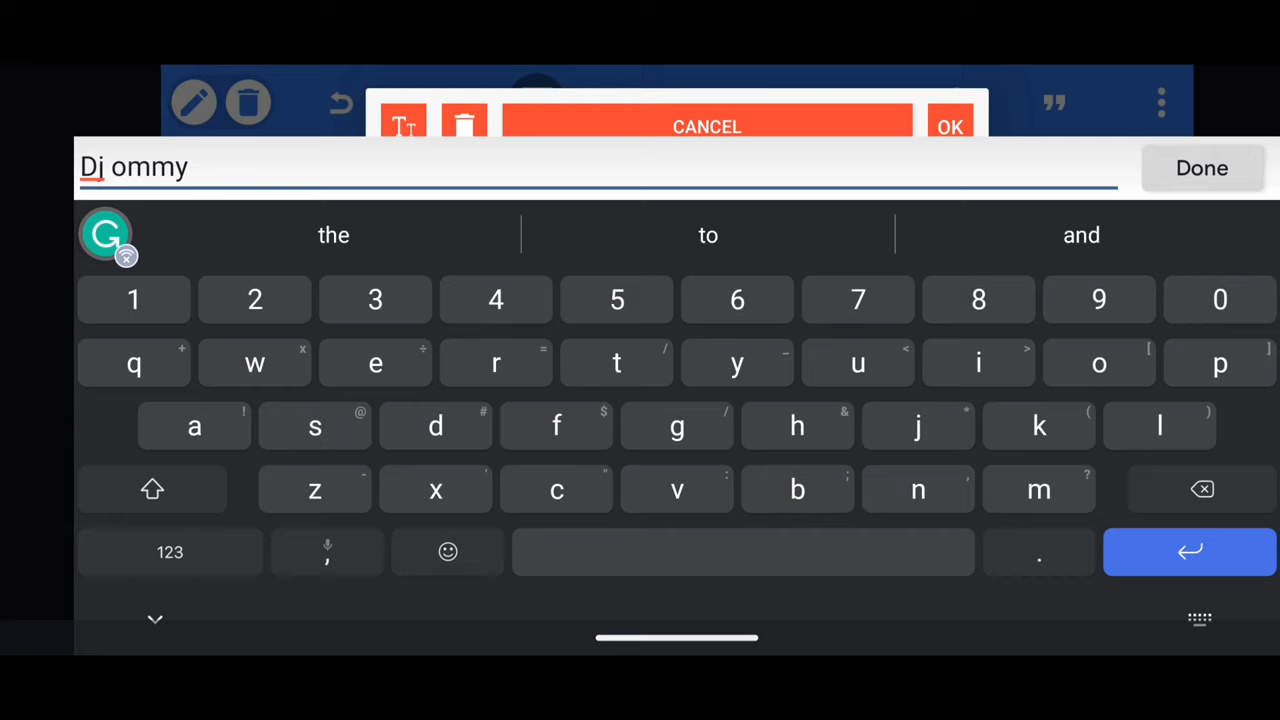 Tт
CANCEL
OK
Dj ommy
Done
the to and
1 2 3 4 5 6 7 8 9 0
q + w x e ÷ r = t / y _ u < i > o [ p ]
a ! s @ d # f $ g / h & j * k ( l )
z - x ' c " v : b ; n , m ?
123 , .